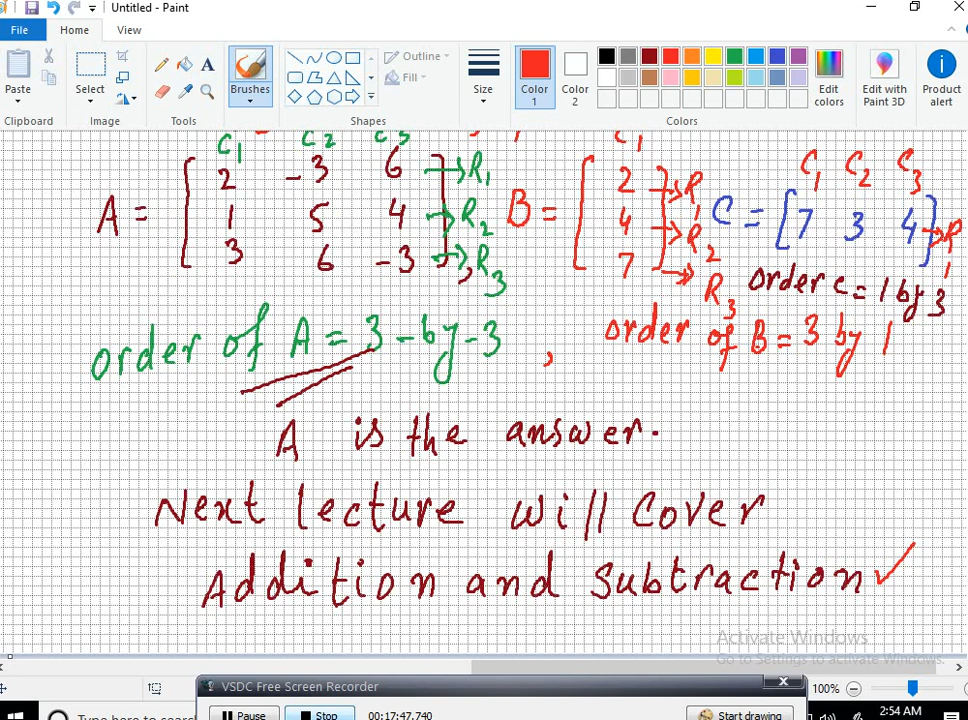 Untitled - Paint
File Home View
Paste Select Brushes Size Color 1 Color 2 Edit colors Edit with Paint 3D Product alert
A Outline Fill
Clipboard Image Tools Shapes Colors
C1 C2 C3 C1 C1 C2 C3
A = [ 2 -3 6 → R1 B = [ 2 → R1 C = [ 7 3 4 ] → R1
1 5 4 → R2 4 → R2
3 6 -3 ] , → R3 7 ] → R3
order C = 1 by 3
order of A = 3 - by - 3 , order of B = 3 by 1
A is the answer.
Next lecture will cover
Addition and Subtraction ✓
Activate Windows
Go to Settings to activate Windows.
VSDC Free Screen Recorder
100%
Pause Stop 00:17:47.740 Start drawing
Type here to search 2:54 AM